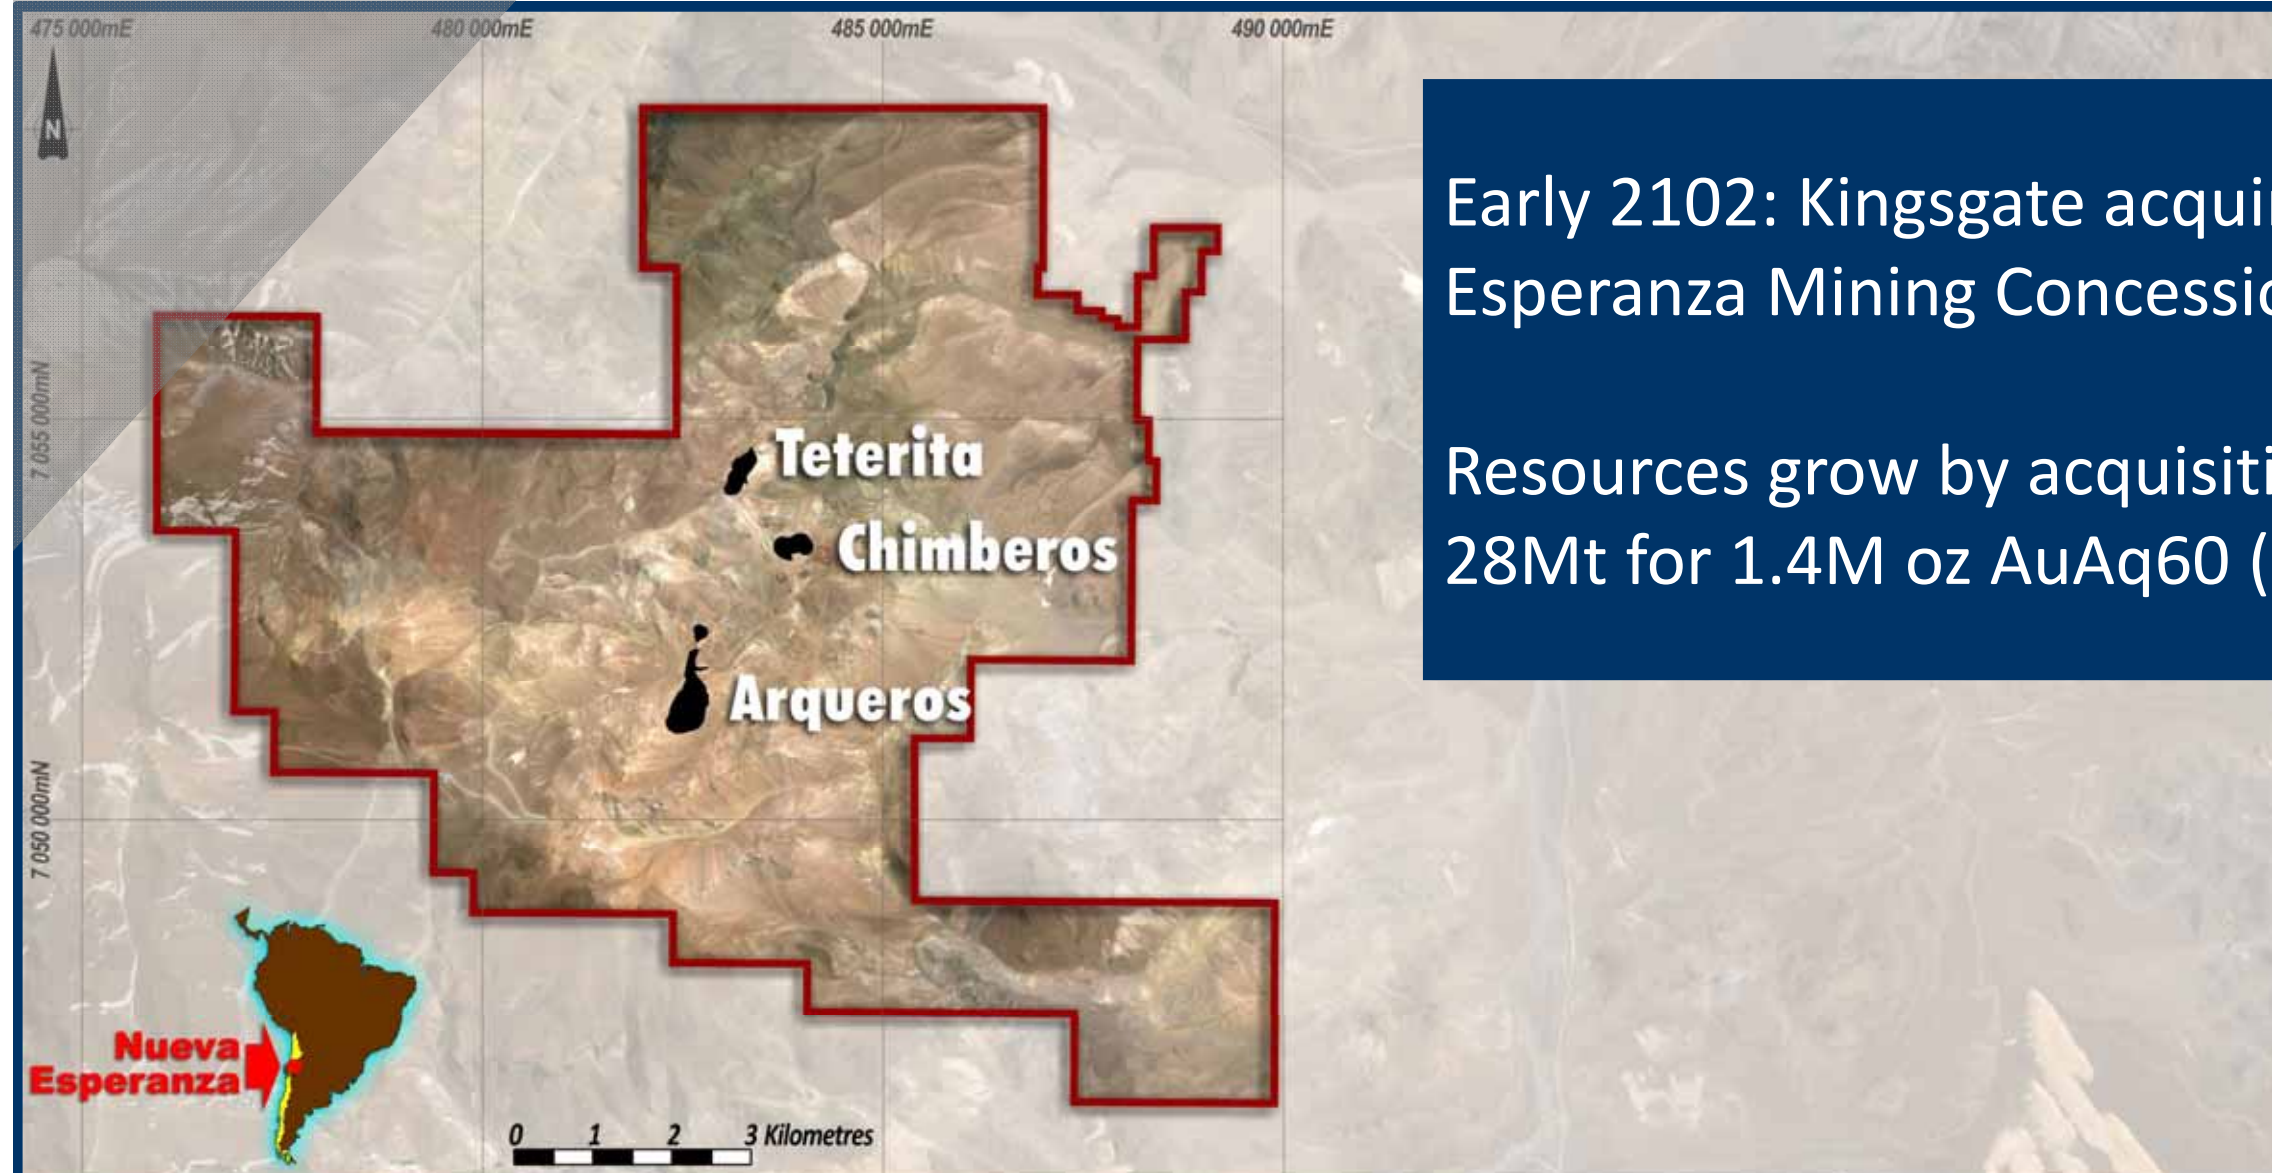 475 000mE 480 000mE 485 000mE 490 000mE
N
Early 2102: Kingsgate acqui
Esperanza Mining Concessi
Resources grow by acquisiti
28Mt for 1.4M oz AuAq60 (
7 055 000mN
Teterita
Chimberos
Arqueros
7 050 000mN
Nueva
Esperanza
0 1 2 3 Kilometres